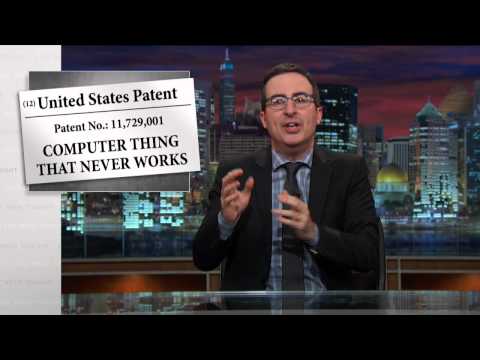 (12) United States Patent
Patent No.: 11,729,001
COMPUTER THING
THAT NEVER WORKS